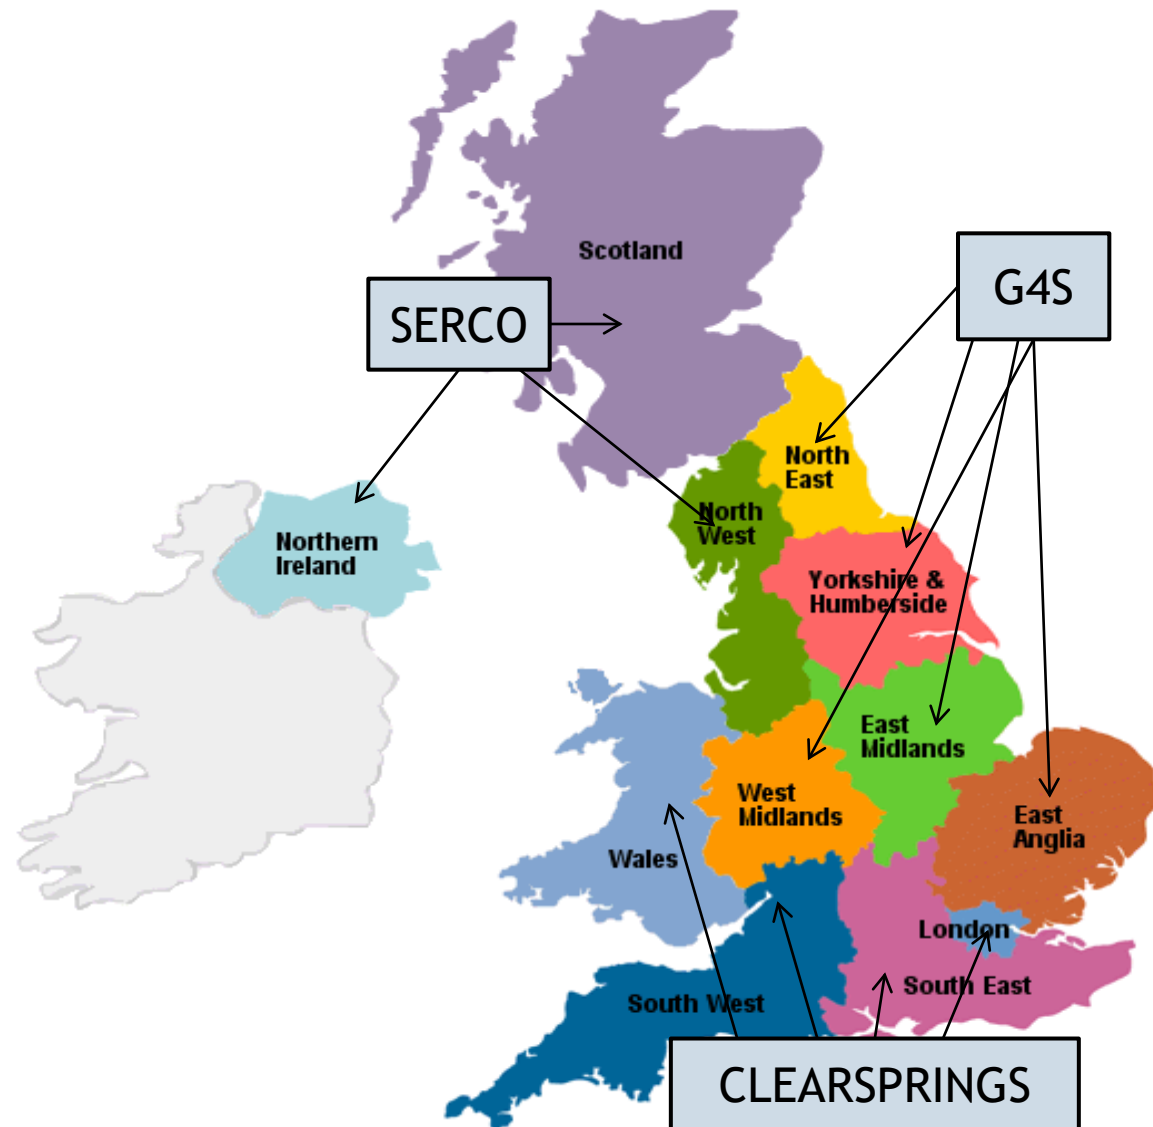 Scotland
G4S
SERCO
North
East
North
West
Northern
Ireland
Yorkshire &
Humberside
East
Midlands
West
Midlands
East
Anglia
Wales
London
South East
South West
CLEARSPRINGS